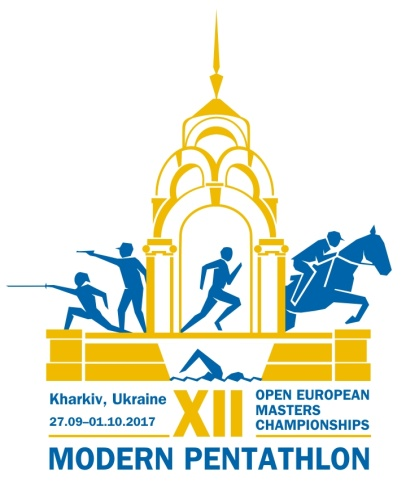 Kharkiv, Ukraine
27.09–01.10.2017
XII
OPEN EUROPEAN
MASTERS
CHAMPIONSHIPS
MODERN PENTATHLON